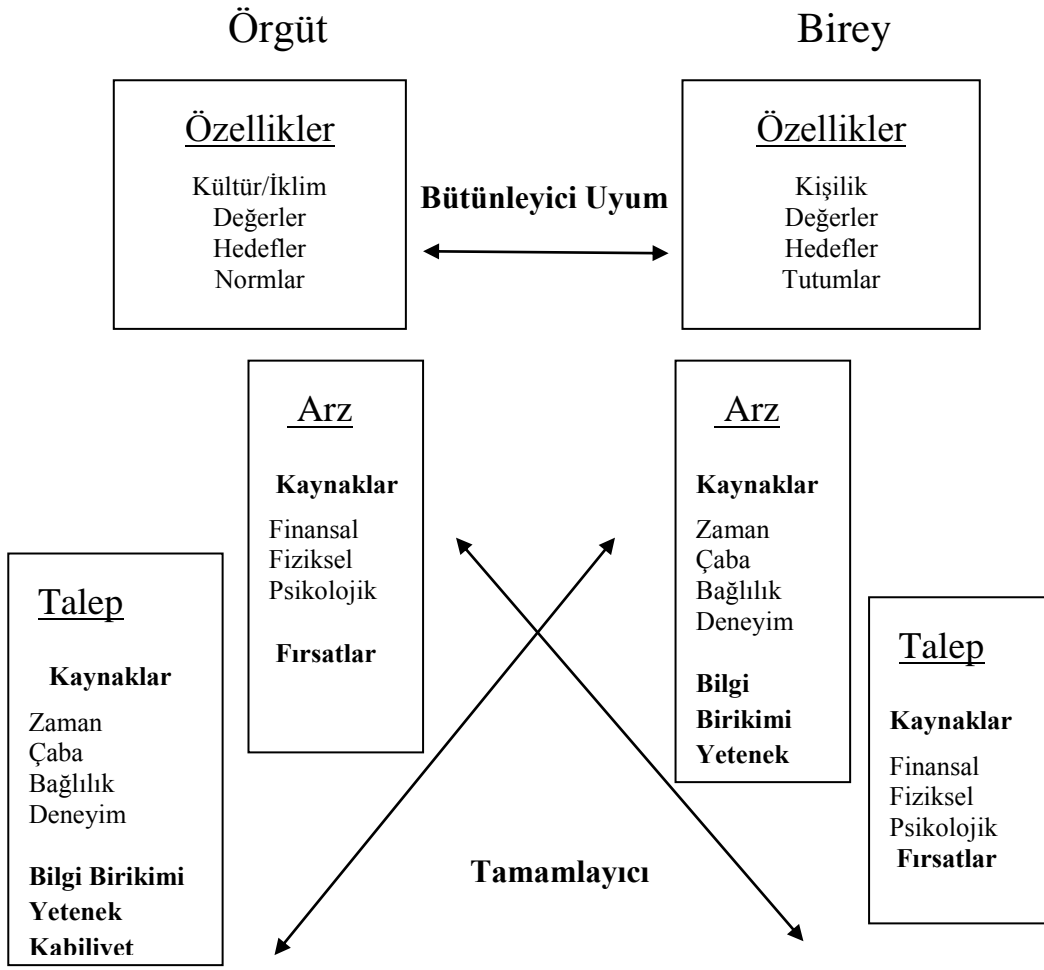 Örgüt
Birey
Özellikler
Kültür/İklim
Değerler
Hedefler
Normlar
Bütünleyici Uyum
Özellikler
Kişilik
Değerler
Hedefler
Tutumlar
Arz
Kaynaklar
Finansal
Fiziksel
Psikolojik
Fırsatlar
Arz
Kaynaklar
Zaman
Çaba
Bağlılık
Deneyim
Bilgi
Birikimi
Yetenek
Talep
Kaynaklar
Zaman
Çaba
Bağlılık
Deneyim
Bilgi Birikimi
Yetenek
Kabiliyet
Talep
Kaynaklar
Finansal
Fiziksel
Psikolojik
Fırsatlar
Tamamlayıcı